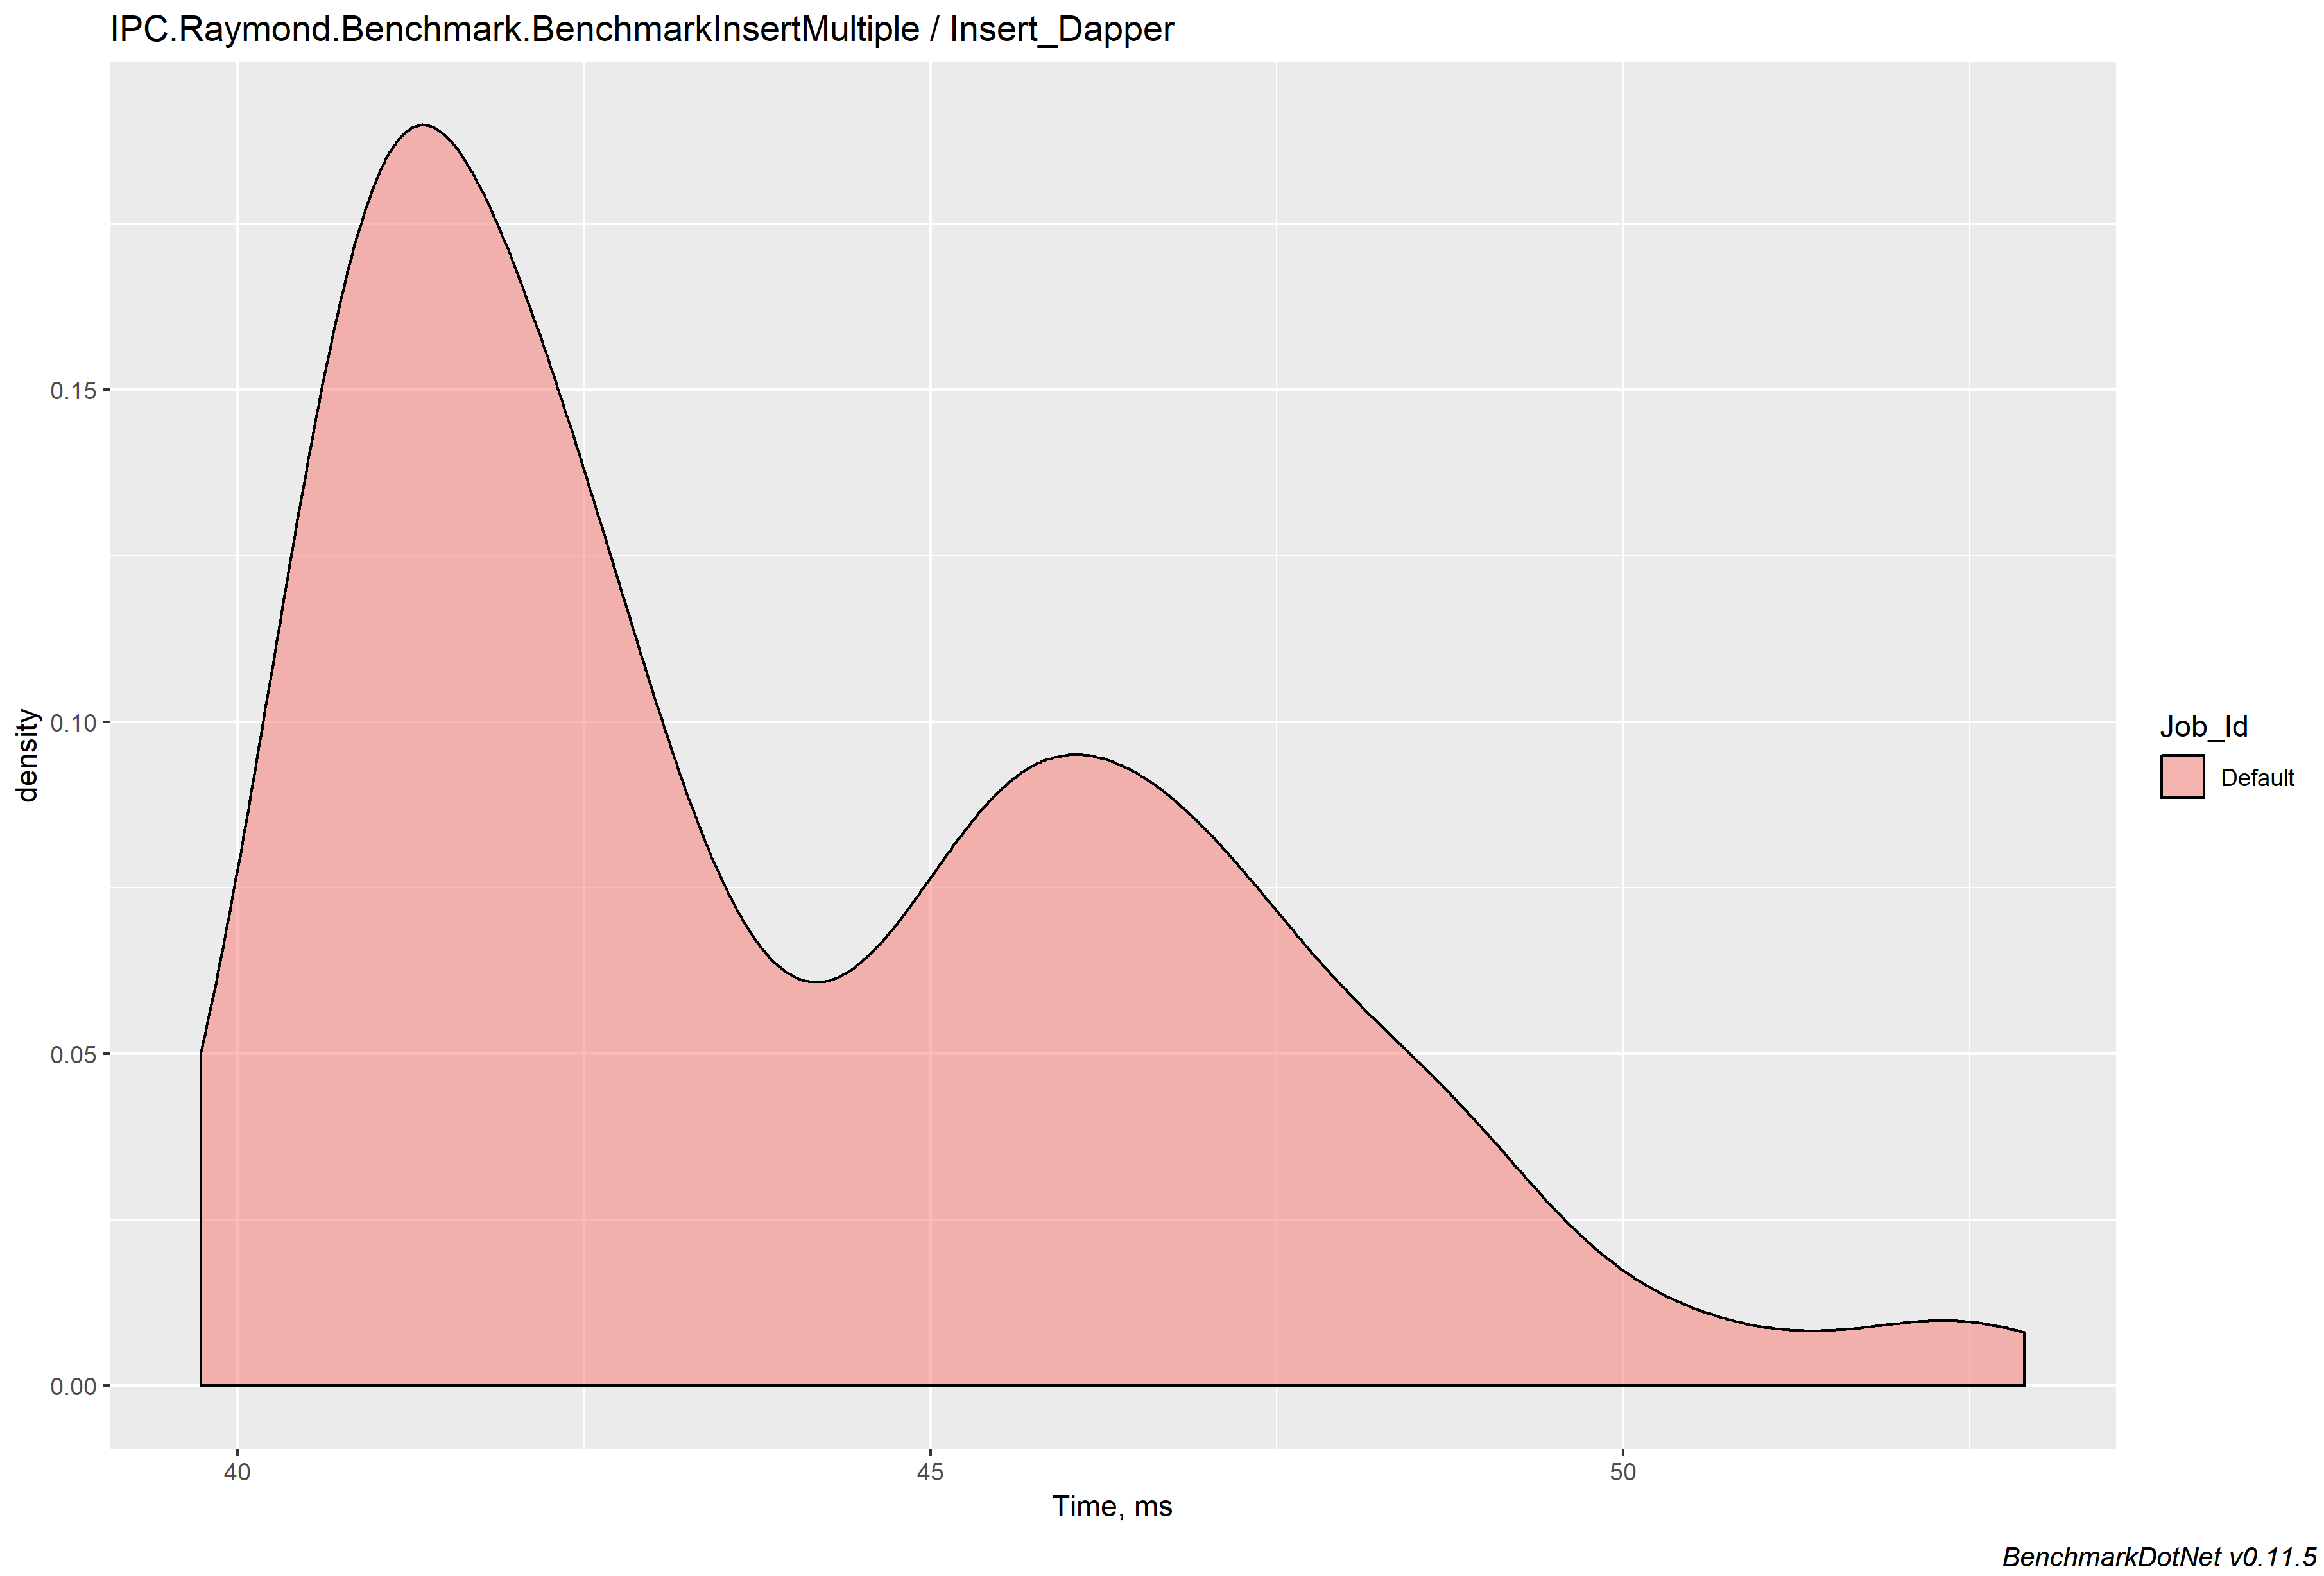 IPC.Raymond.Benchmark.BenchmarkInsertMultiple / Insert_Dapper
density
0.15
0.10
0.05
0.00
40
45
50
Time, ms
Job_Id
Default
BenchmarkDotNet v0.11.5